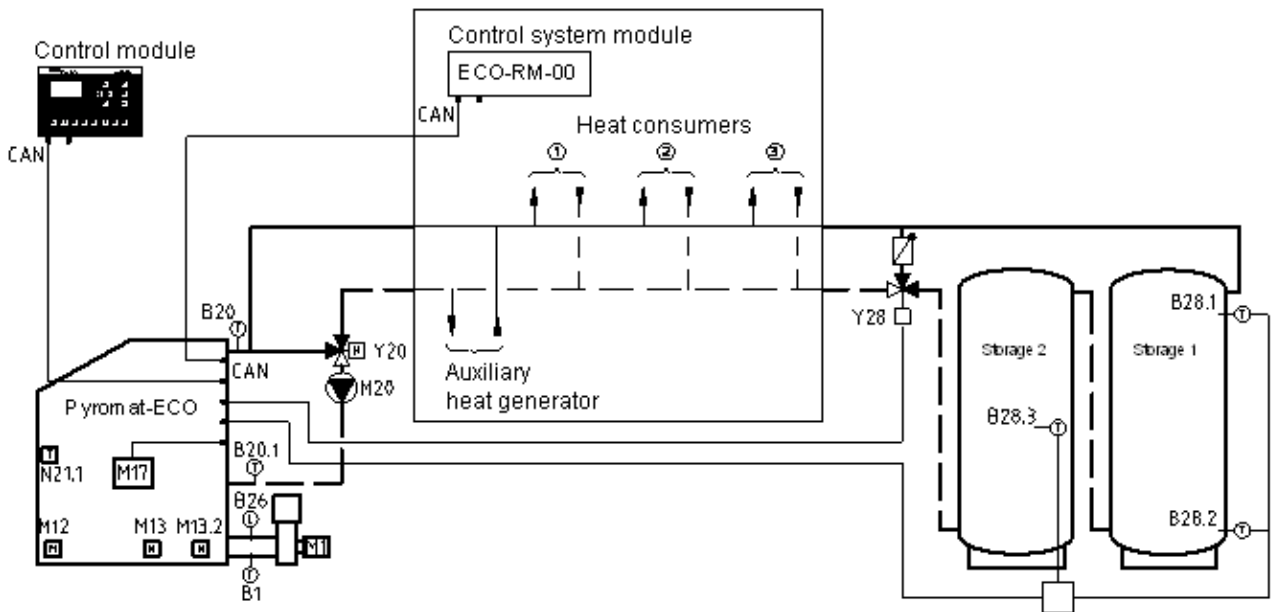 Control module
CAN
Control system module
ECO-RM-00
CAN
Heat consumers
① ② ③
Auxiliary
heat generator
B20
T
CAN
Y20
M20
Pyromat-ECO
T
N21.1
M17
B20.1
T
B26
L
M12
M13
M13.2
M1
T
B1
Y28
Storage 2
Storage 1
B28.1
T
B28.3
T
B28.2
T